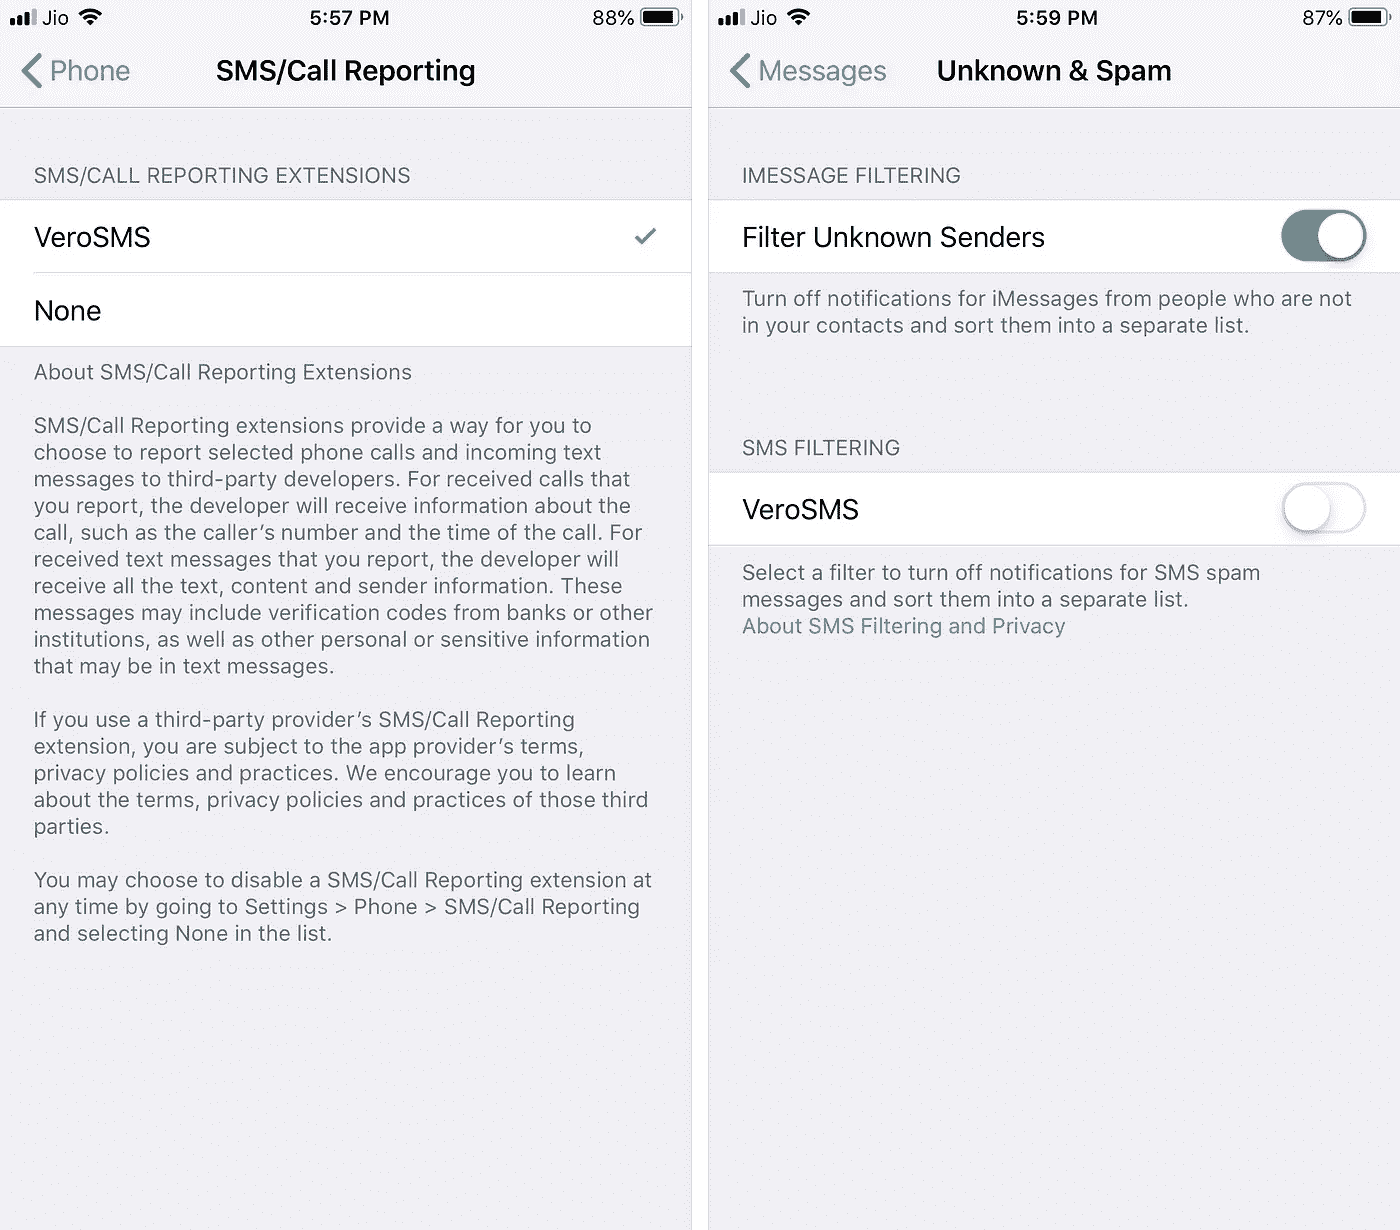 Jio 5:57 PM 88%
Phone SMS/Call Reporting
SMS/CALL REPORTING EXTENSIONS
VeroSMS
None
About SMS/Call Reporting Extensions
SMS/Call Reporting extensions provide a way for you to
choose to report selected phone calls and incoming text
messages to third-party developers. For received calls that
you report, the developer will receive information about the
call, such as the caller’s number and the time of the call. For
received text messages that you report, the developer will
receive all the text, content and sender information. These
messages may include verification codes from banks or other
institutions, as well as other personal or sensitive information
that may be in text messages.
If you use a third-party provider’s SMS/Call Reporting
extension, you are subject to the app provider’s terms,
privacy policies and practices. We encourage you to learn
about the terms, privacy policies and practices of those third
parties.
You may choose to disable a SMS/Call Reporting extension at
any time by going to Settings > Phone > SMS/Call Reporting
and selecting None in the list.
Jio 5:59 PM 87%
Messages Unknown & Spam
IMESSAGE FILTERING
Filter Unknown Senders
Turn off notifications for iMessages from people who are not
in your contacts and sort them into a separate list.
SMS FILTERING
VeroSMS
Select a filter to turn off notifications for SMS spam
messages and sort them into a separate list.
About SMS Filtering and Privacy